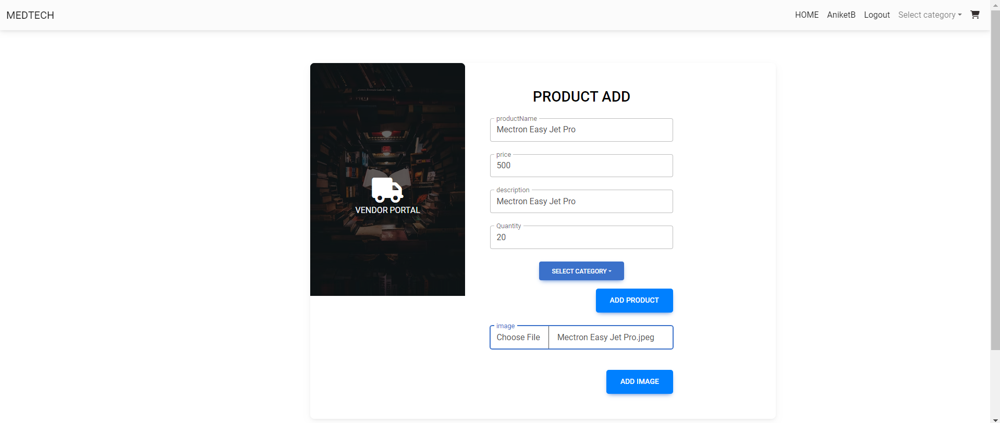 MEDTECH
HOME AniketB Logout Select category
PRODUCT ADD
productName
Mectron Easy Jet Pro
price
500
description
Mectron Easy Jet Pro
Quantity
20
SELECT CATEGORY
ADD PRODUCT
image
Choose File Mectron Easy Jet Pro.jpeg
ADD IMAGE
EXIT
VENDOR PORTAL